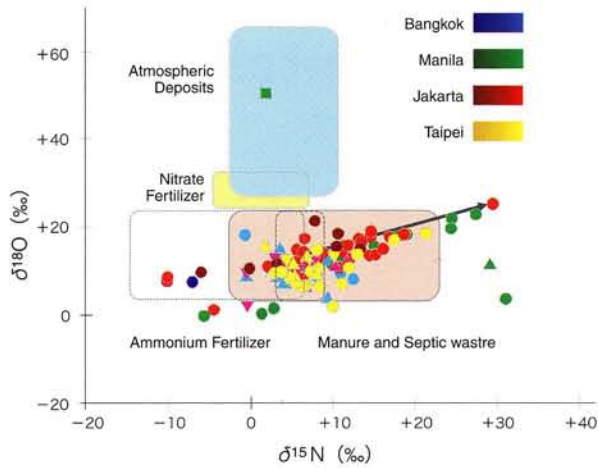 +60
+40
+20
0
−20
−20
−10
0
+10
+20
+30
+40
δ18O (‰)
δ15N (‰)
Bangkok
Manila
Jakarta
Taipei
Atmospheric
Deposits
Nitrate
Fertilizer
Ammonium Fertilizer
Manure and Septic wastre